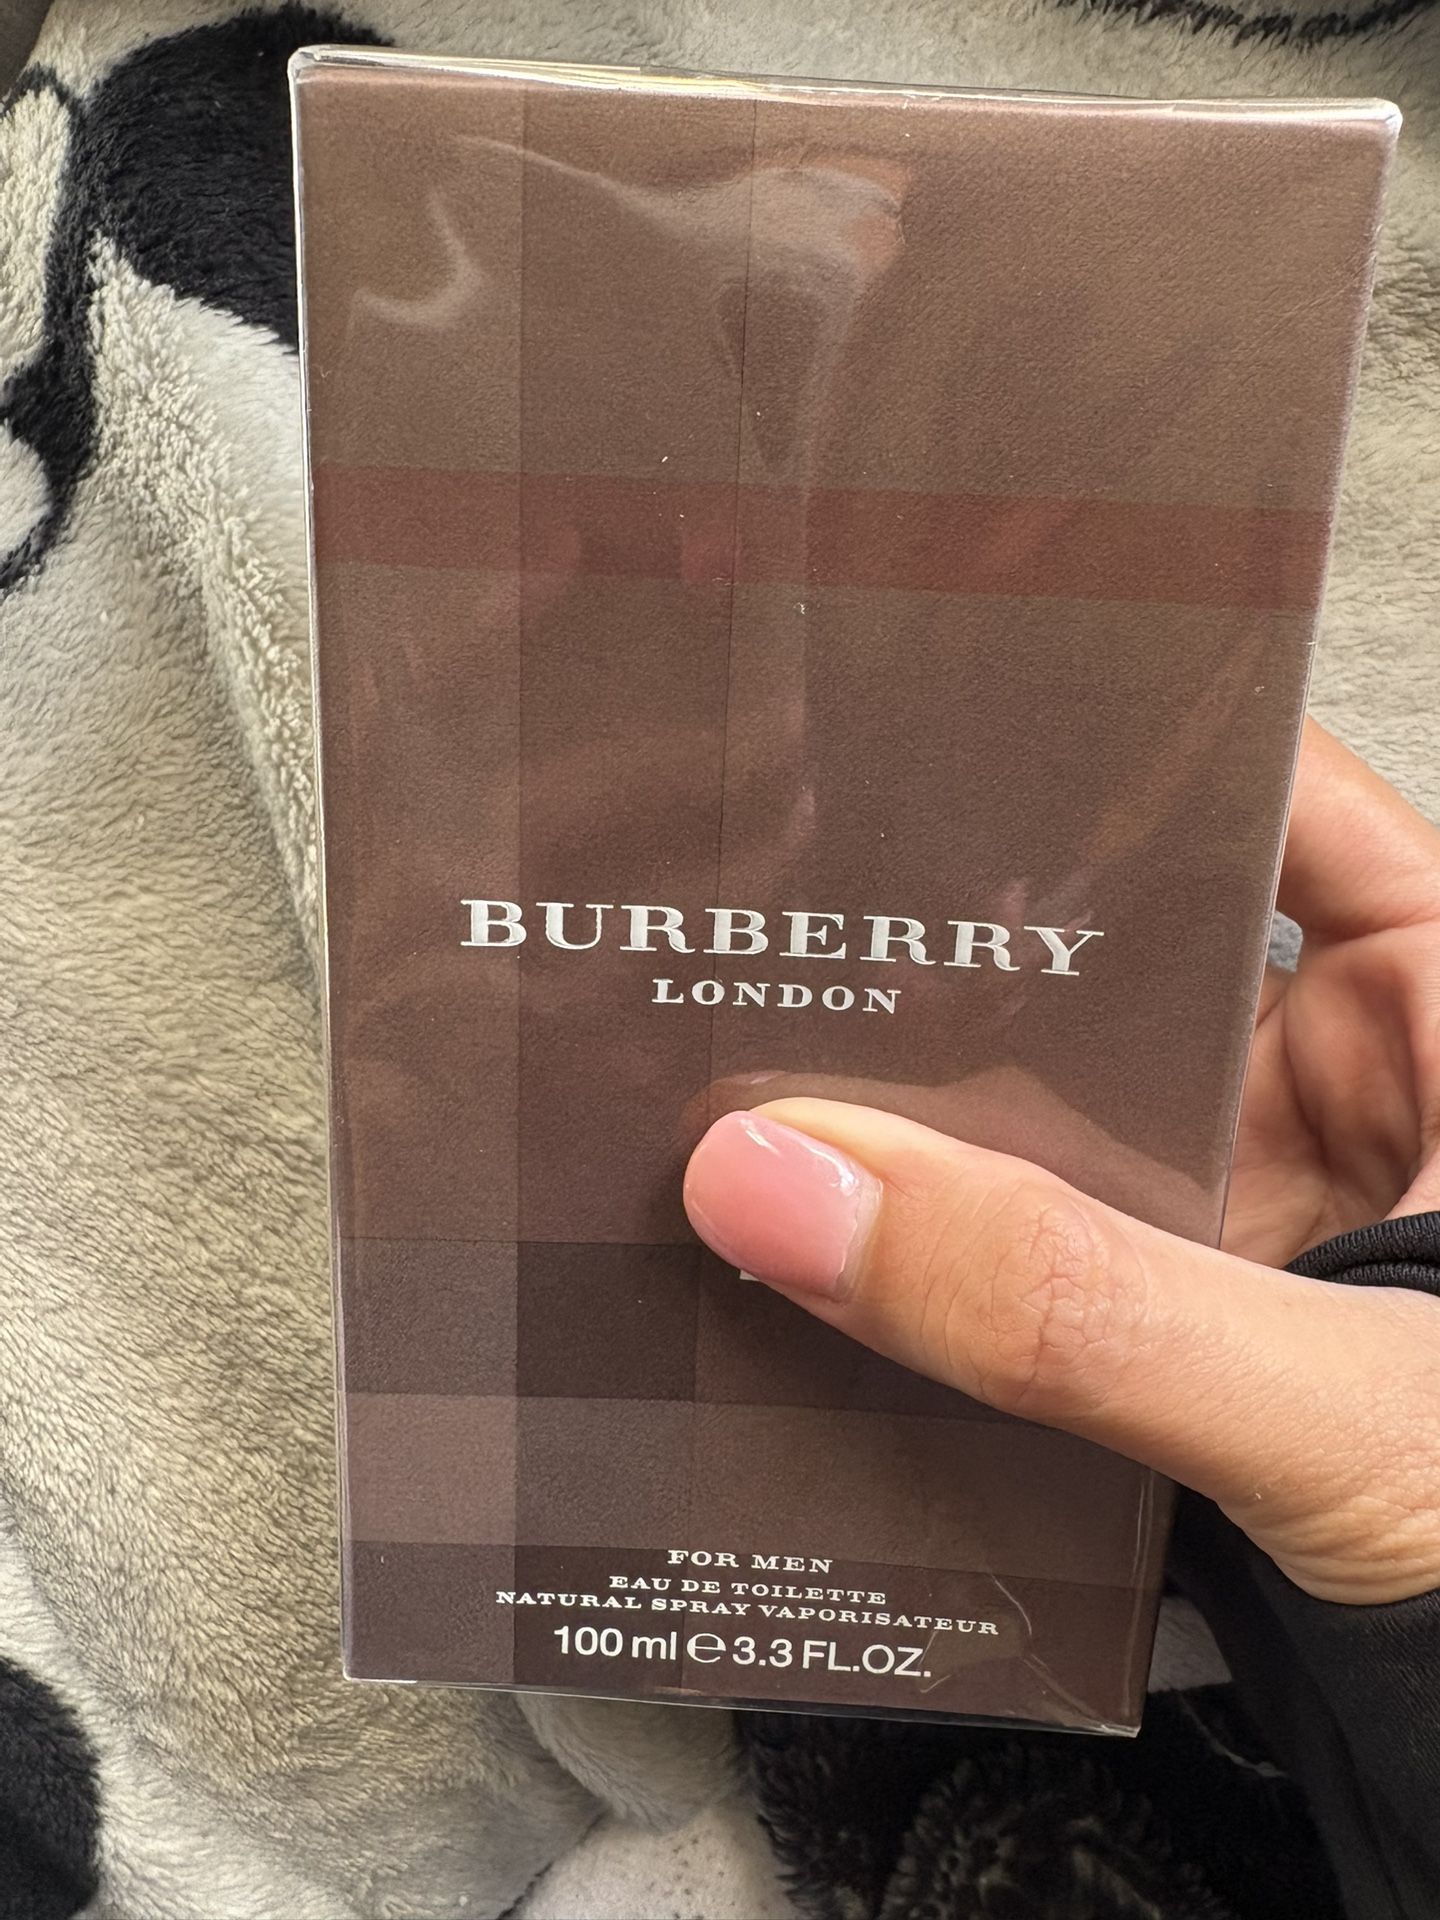 BURBERRY
LONDON
FOR MEN
EAU DE TOILETTE
NATURAL SPRAY VAPORISATEUR
100 ml ℮ 3.3 FL.OZ.